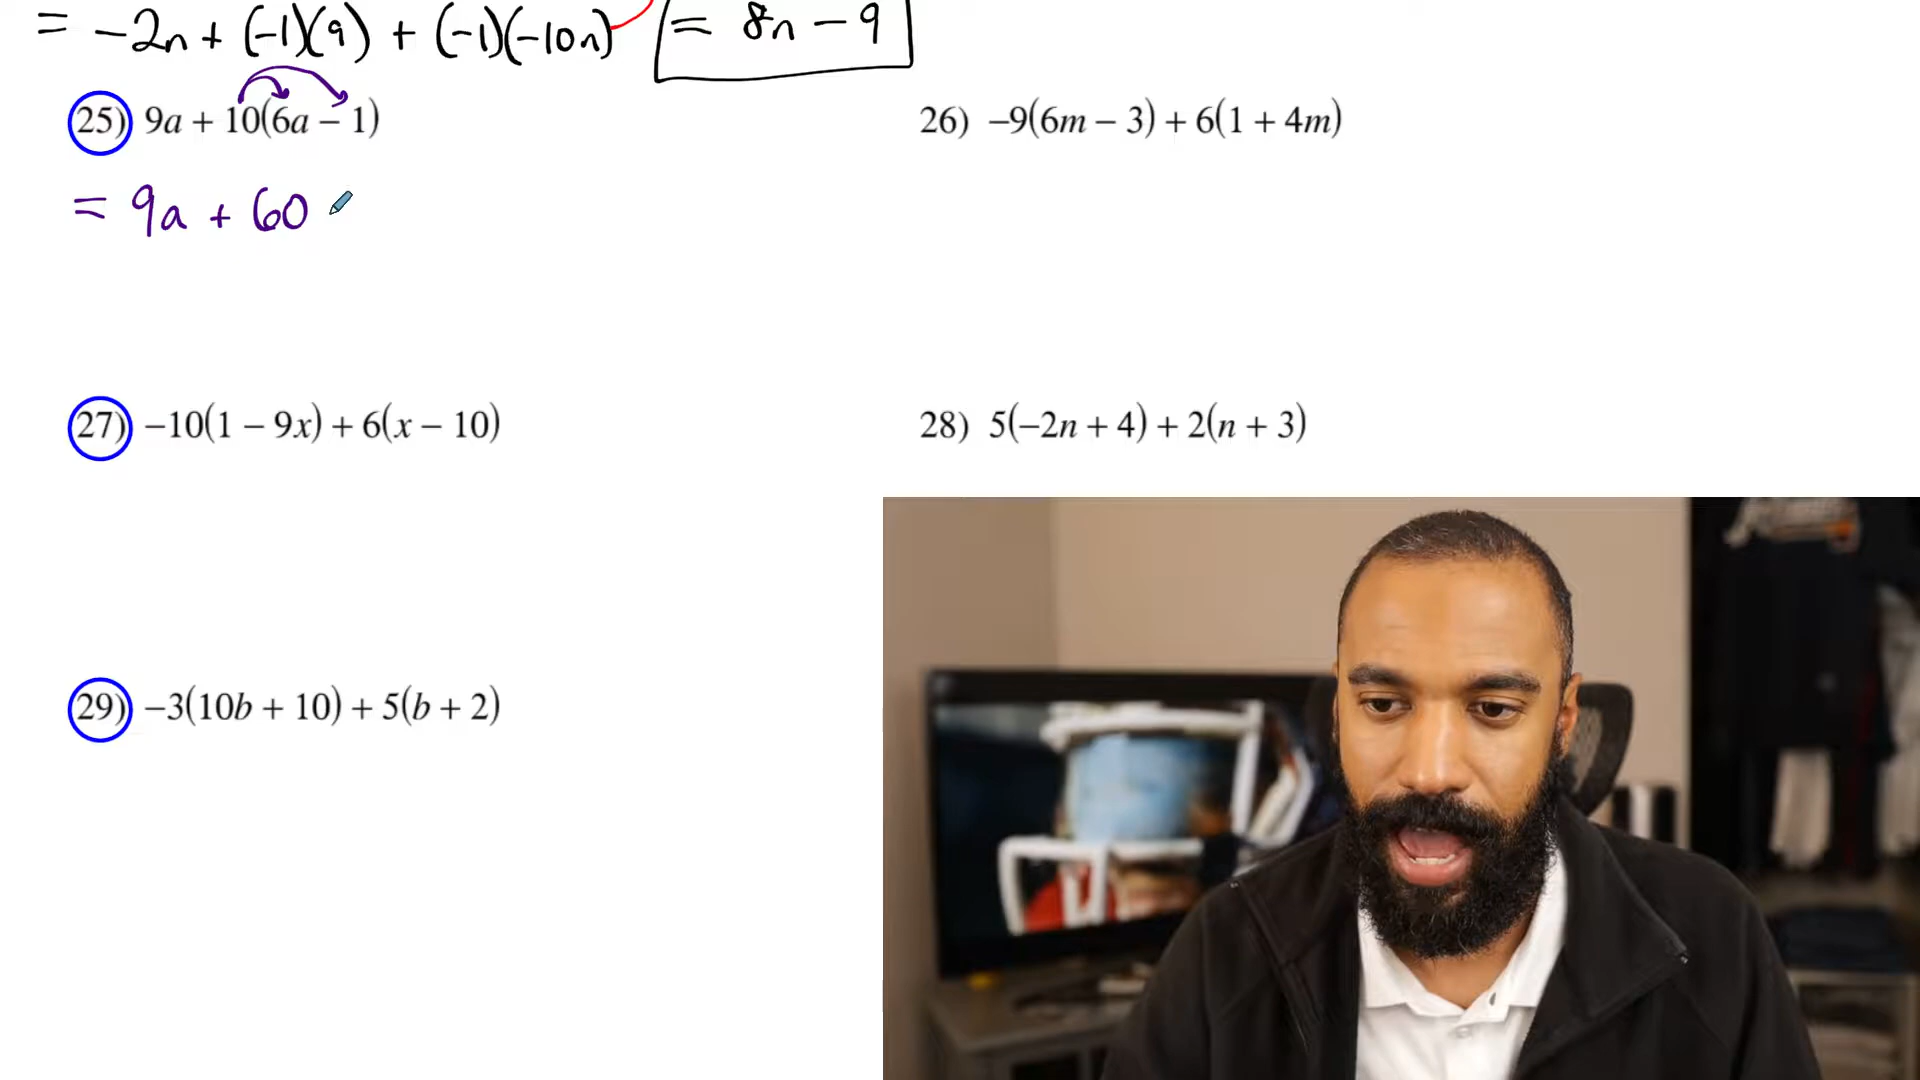 = -2n + (-1)(9) + (-1)(-10n) = 8n - 9
25) 9a + 10(6a − 1)
26) −9(6m − 3) + 6(1 + 4m)
= 9a + 60
27) −10(1 − 9x) + 6(x − 10)
28) 5(−2n + 4) + 2(n + 3)
29) −3(10b + 10) + 5(b + 2)